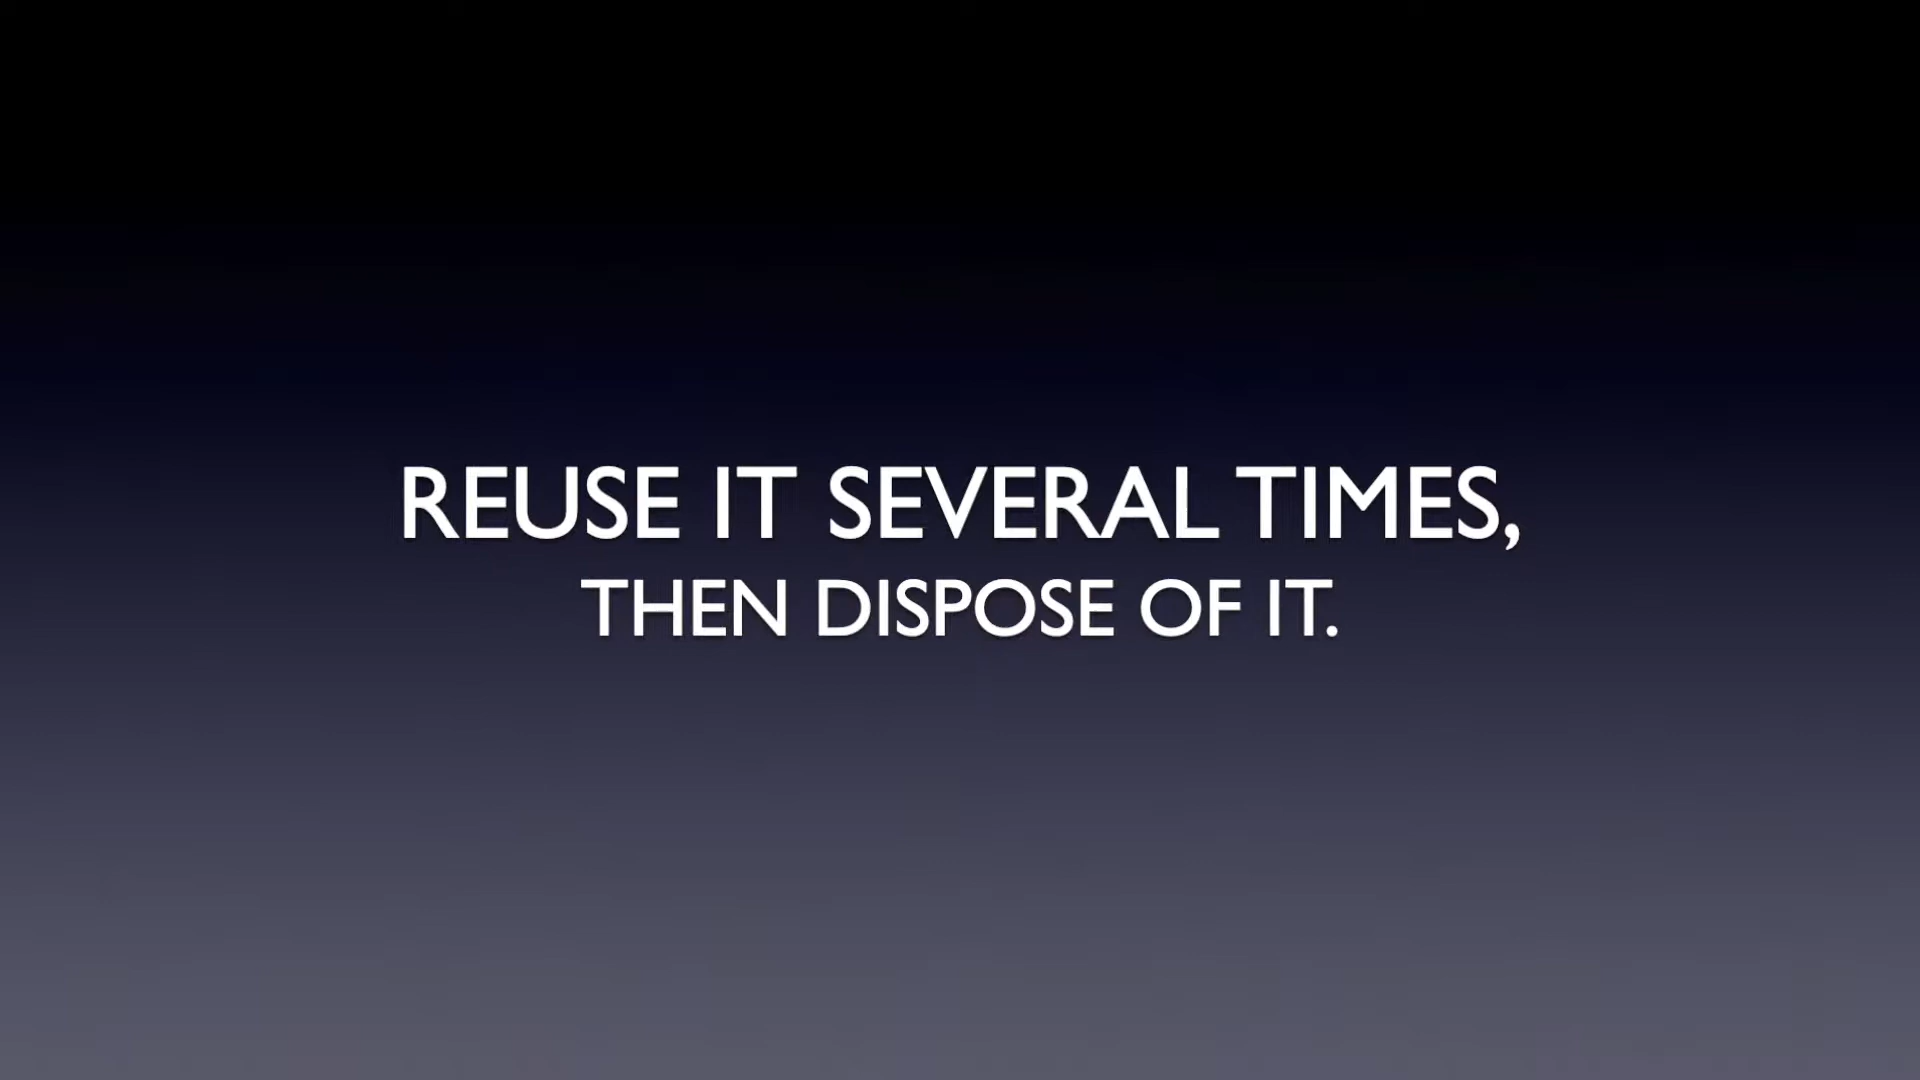 REUSE IT SEVERAL TIMES,
THEN DISPOSE OF IT.